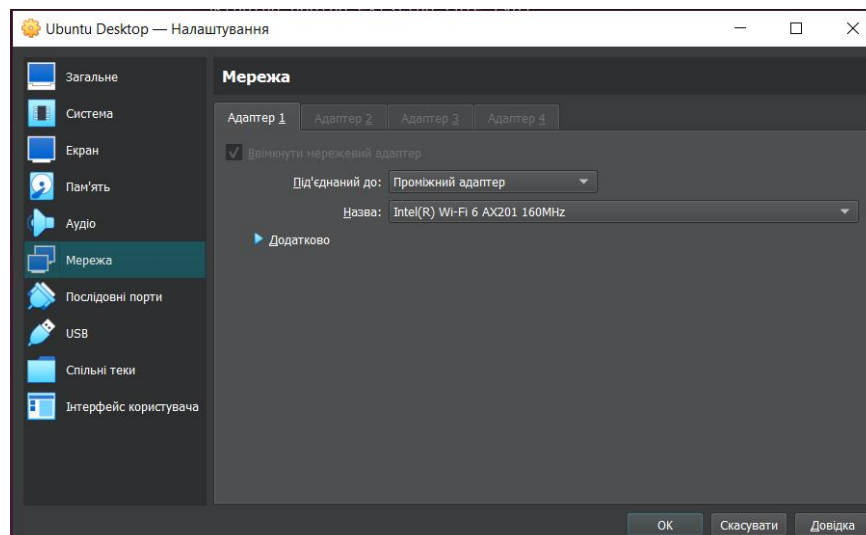 Ubuntu Desktop — Налаштування
Загальне
Система
Екран
Пам'ять
Аудіо
Мережа
Послідовні порти
USB
Спільні теки
Інтерфейс користувача
Мережа
Адаптер 1
Адаптер 2
Адаптер 3
Адаптер 4
Ввімкнути мережевий адаптер
Під'єднаний до:
Проміжний адаптер
Назва:
Intel(R) Wi-Fi 6 AX201 160MHz
Додатково
OK
Скасувати
Довідка